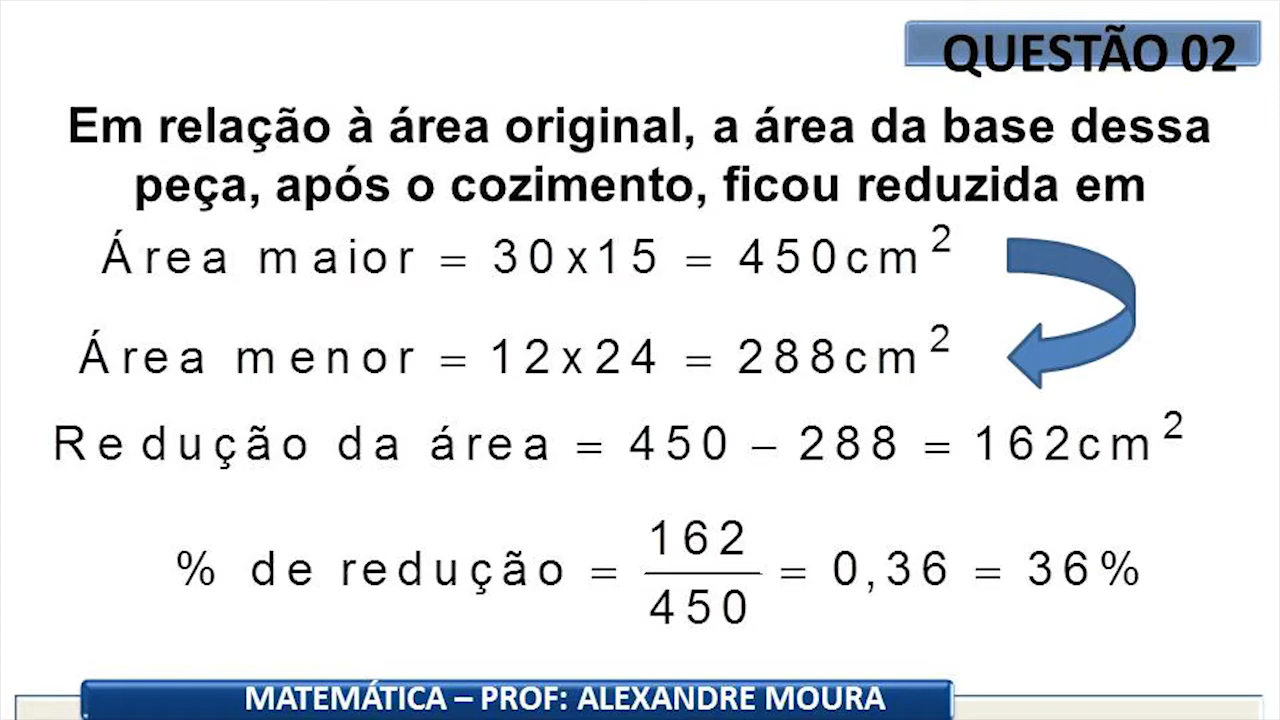 QUESTÃO 02
Em relação à área original, a área da base dessa
peça, após o cozimento, ficou reduzida em
Área maior = 30x15 = 450cm²
Área menor = 12x24 = 288cm²
Redução da área = 450 – 288 = 162cm²
% de redução = 162/450 = 0,36 = 36%
MATEMÁTICA – PROF: ALEXANDRE MOURA